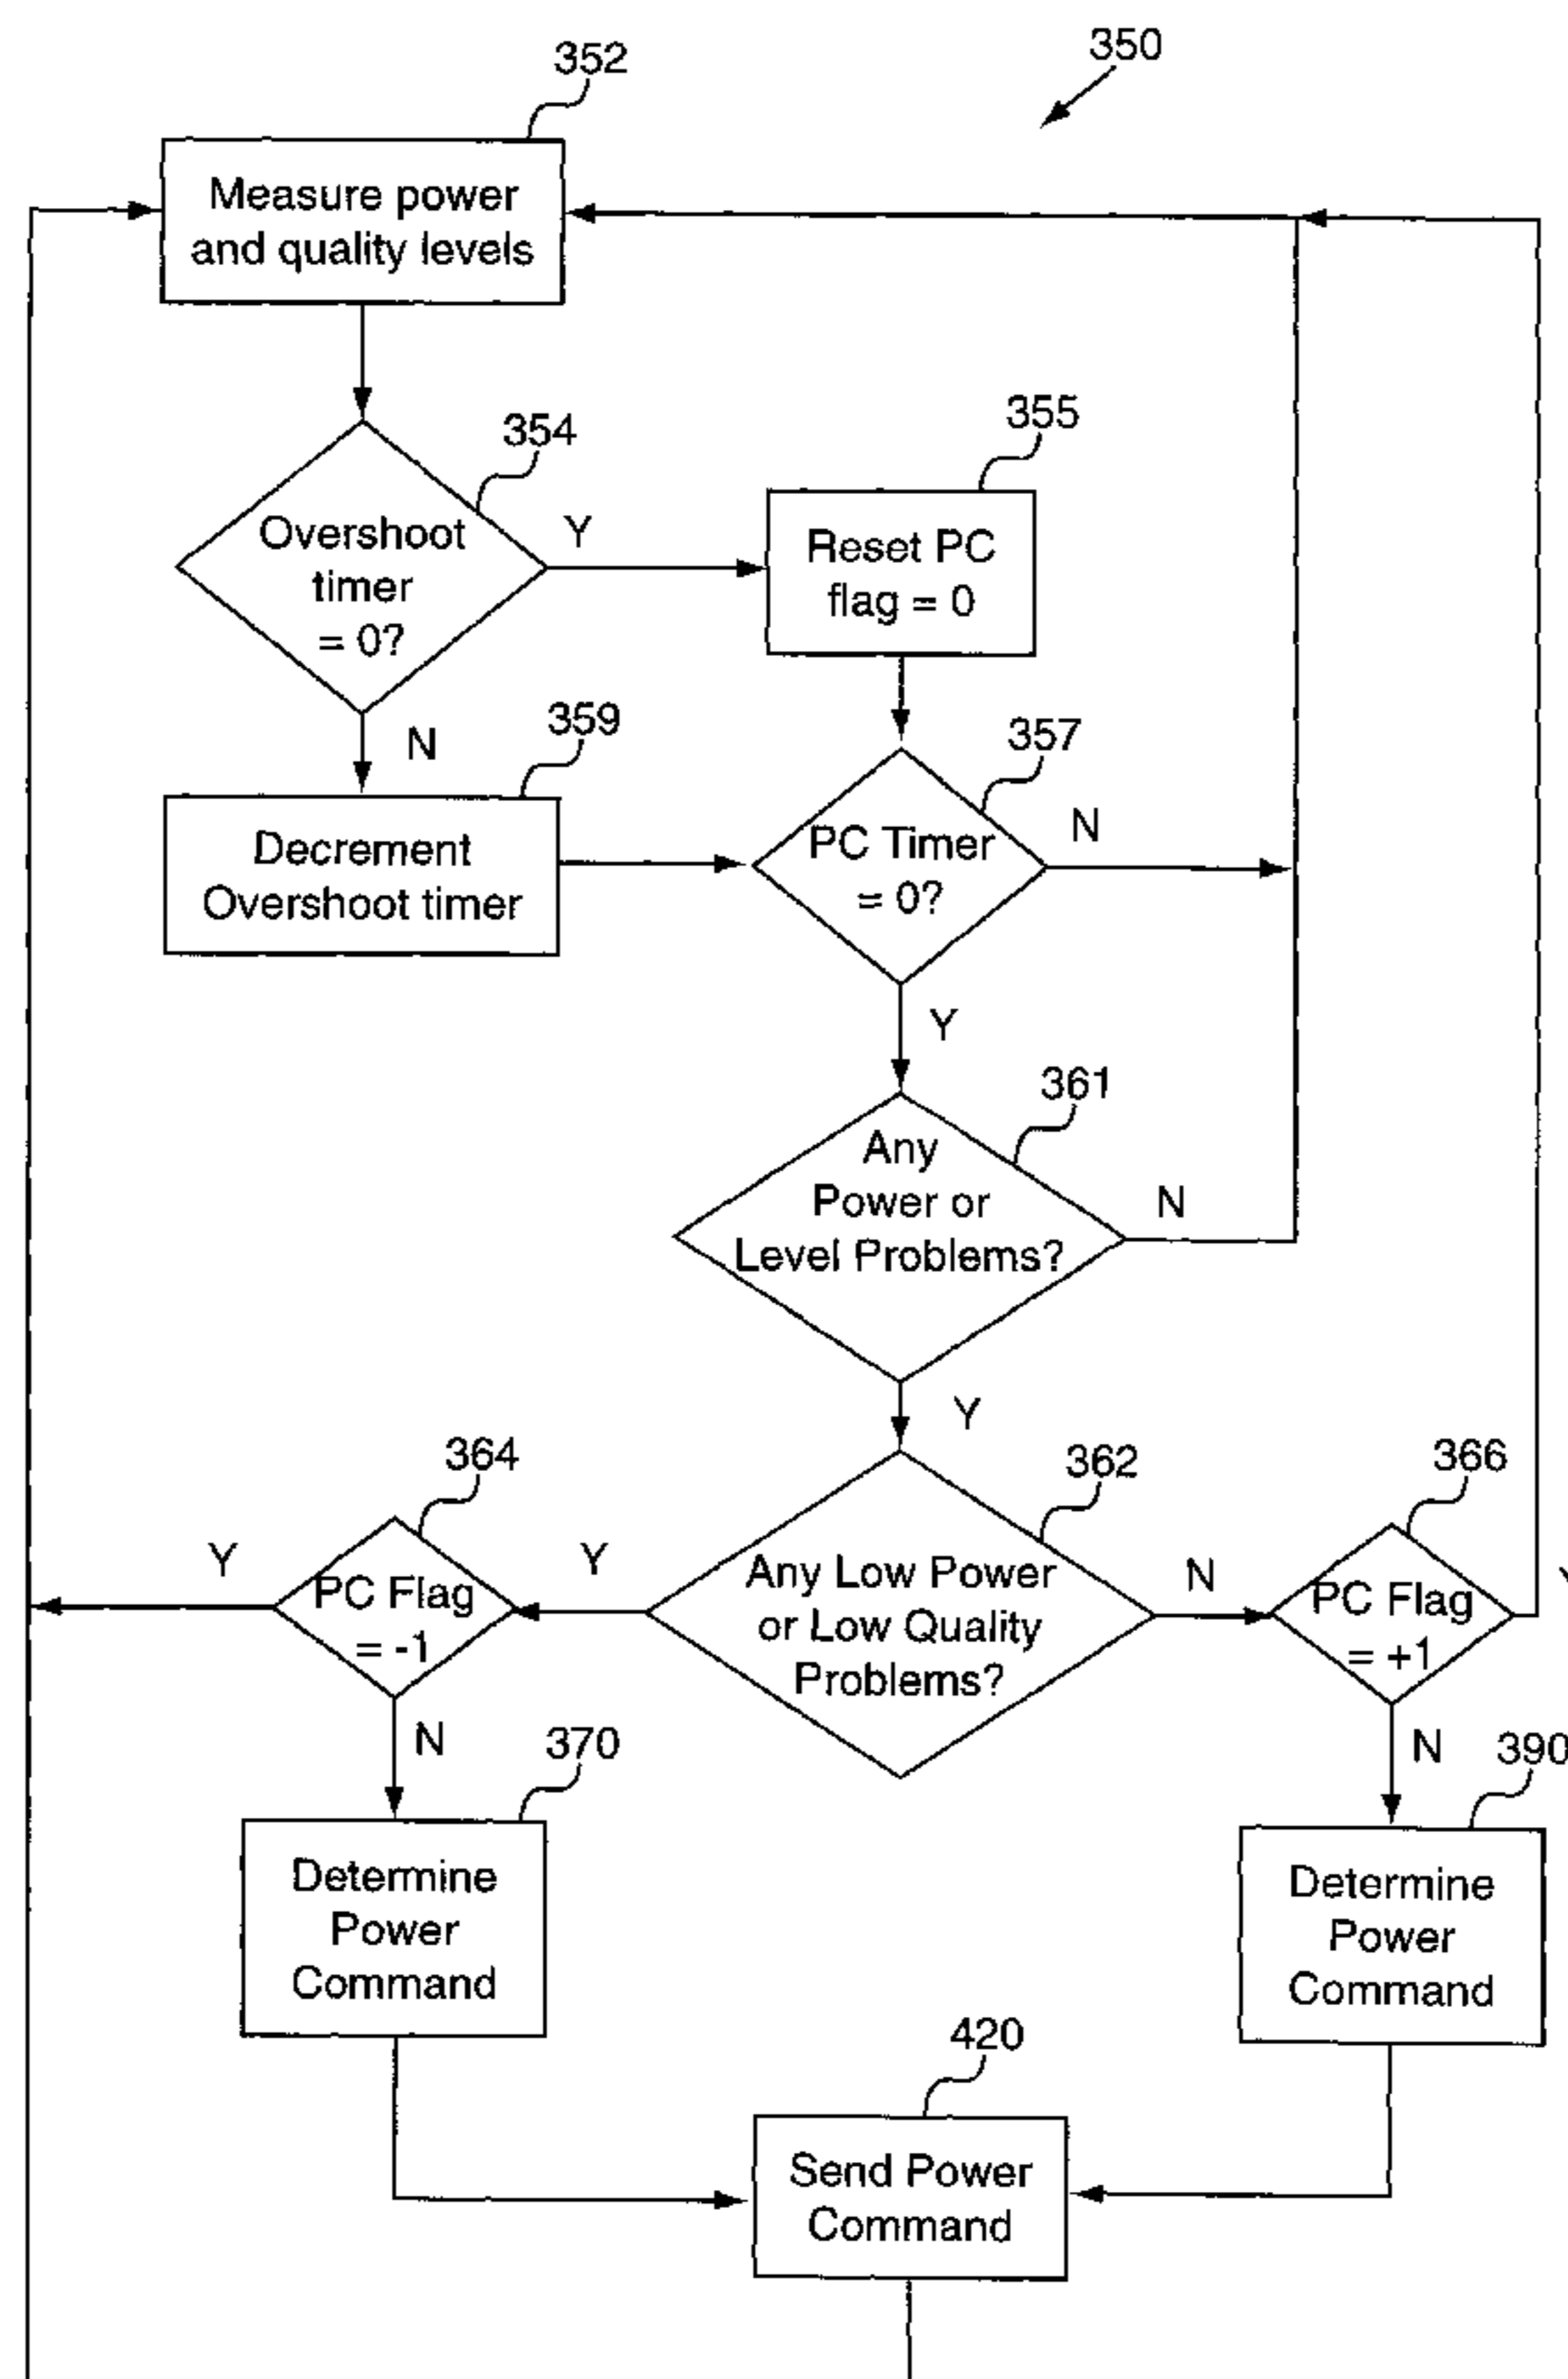 350
352
Measure power
and quality levels
354
Overshoot
timer
= 0?
Y
355
Reset PC
flag = 0
N
359
Decrement
Overshoot timer
357
PC Timer
= 0?
N
Y
361
Any
Power or
Level Problems?
N
Y
362
Any Low Power
or Low Quality
Problems?
Y
N
364
PC Flag
= -1
Y
N
366
PC Flag
= +1
N
370
Determine
Power
Command
390
Determine
Power
Command
420
Send Power
Command